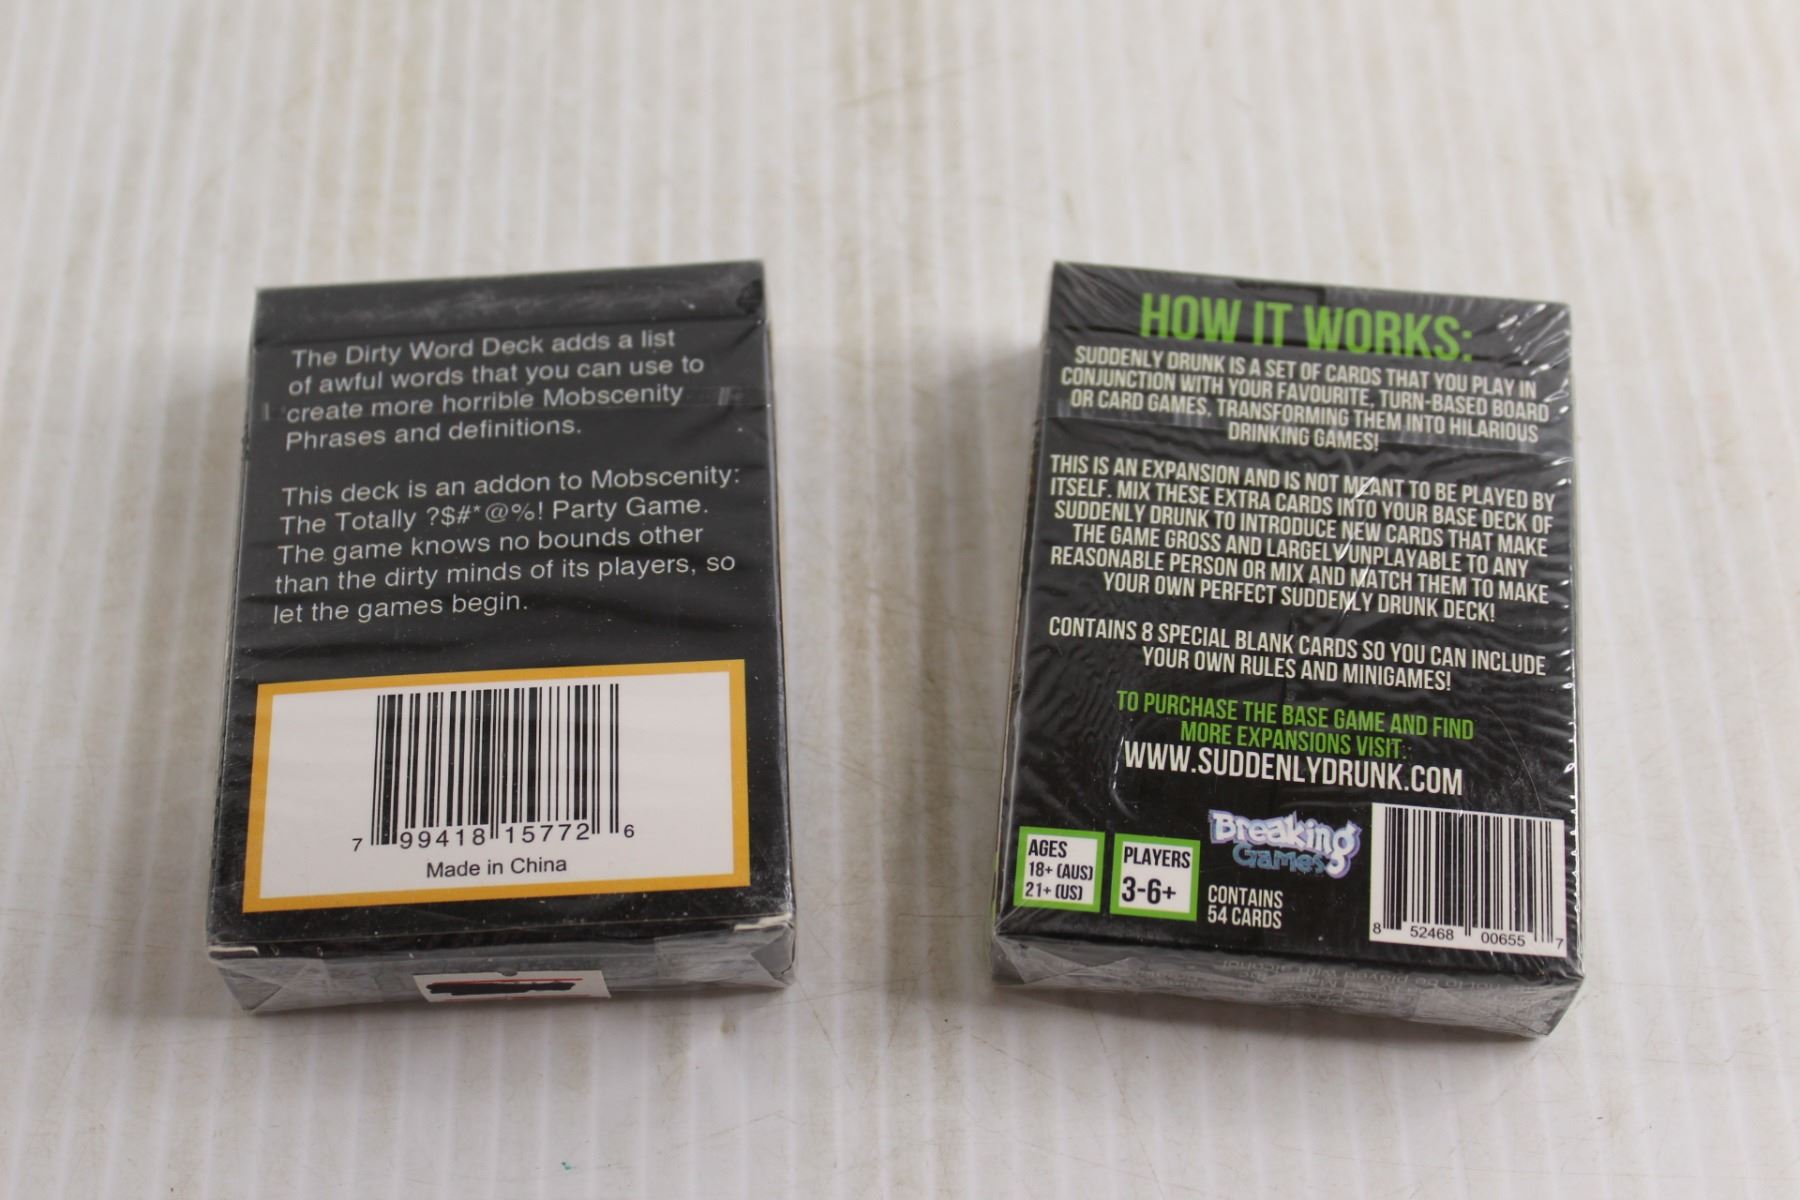 The Dirty Word Deck adds a list
of awful words that you can use to
create more horrible Mobscenity
Phrases and definitions.
This deck is an addon to Mobscenity:
The Totally ?$#*@%! Party Game.
The game knows no bounds other
than the dirty minds of its players, so
let the games begin.
7 99418 15772 6
Made in China
HOW IT WORKS:
SUDDENLY DRUNK IS A SET OF CARDS THAT YOU PLAY IN
CONJUNCTION WITH YOUR FAVOURITE, TURN-BASED BOARD
OR CARD GAMES, TRANSFORMING THEM INTO HILARIOUS
DRINKING GAMES!
THIS IS AN EXPANSION AND IS NOT MEANT TO BE PLAYED BY
ITSELF. MIX THESE EXTRA CARDS INTO YOUR BASE DECK OF
SUDDENLY DRUNK TO INTRODUCE NEW CARDS THAT MAKE
THE GAME GROSS AND LARGELY UNPLAYABLE TO ANY
REASONABLE PERSON OR MIX AND MATCH THEM TO MAKE
YOUR OWN PERFECT SUDDENLY DRUNK DECK!
CONTAINS 8 SPECIAL BLANK CARDS SO YOU CAN INCLUDE
YOUR OWN RULES AND MINIGAMES!
TO PURCHASE THE BASE GAME AND FIND
MORE EXPANSIONS VISIT:
WWW.SUDDENLYDRUNK.COM
AGES
18+ (AUS)
21+ (US)
PLAYERS
3-6+
Breaking
Games
CONTAINS
54 CARDS
8 52468 00655 7
not to be played with alcohol